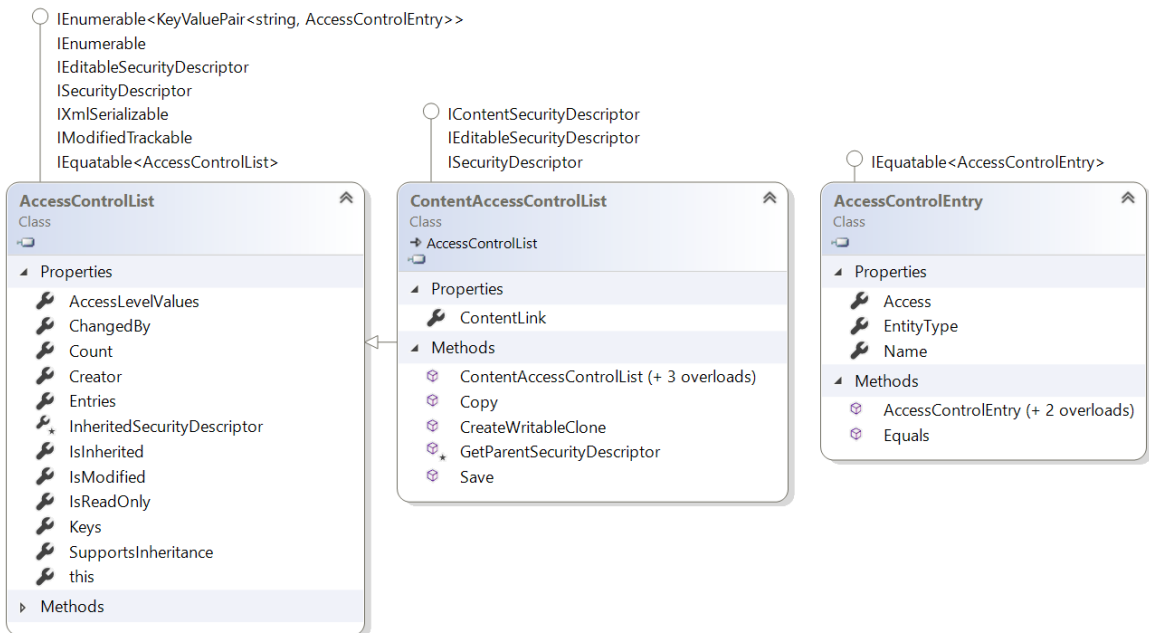 IEnumerable<KeyValuePair<string, AccessControlEntry>>
IEnumerable
IEditableSecurityDescriptor
ISecurityDescriptor
IXmlSerializable
IModifiedTrackable
IEquatable<AccessControlList>
AccessControlList
Class
Properties
AccessLevelValues
ChangedBy
Count
Creator
Entries
InheritedSecurityDescriptor
IsInherited
IsModified
IsReadOnly
Keys
SupportsInheritance
this
Methods
IContentSecurityDescriptor
IEditableSecurityDescriptor
ISecurityDescriptor
ContentAccessControlList
Class
AccessControlList
Properties
ContentLink
Methods
ContentAccessControlList (+ 3 overloads)
Copy
CreateWritableClone
GetParentSecurityDescriptor
Save
IEquatable<AccessControlEntry>
AccessControlEntry
Class
Properties
Access
EntityType
Name
Methods
AccessControlEntry (+ 2 overloads)
Equals